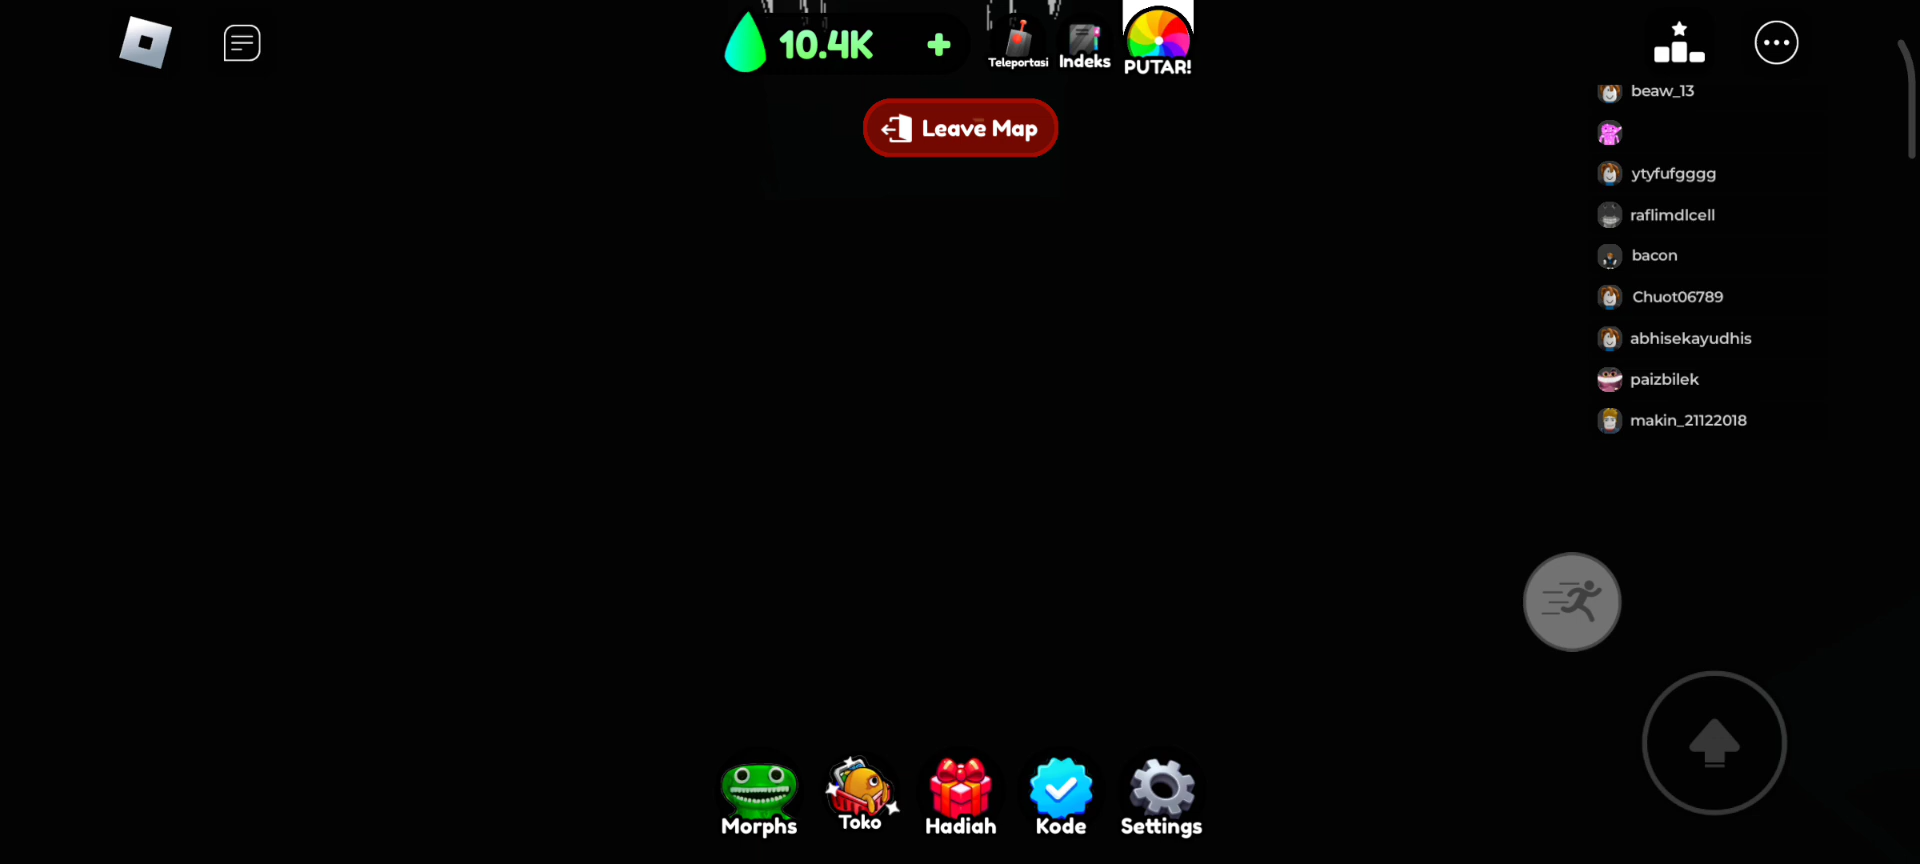 10.4K +
Teleportasi
Indeks
PUTAR!
Leave Map
beaw_13
ytyfufgggg
raflimdlcell
bacon
Chuot06789
abhisekayudhis
paizbilek
makin_21122018
Morphs
Toko
Hadiah
Kode
Settings